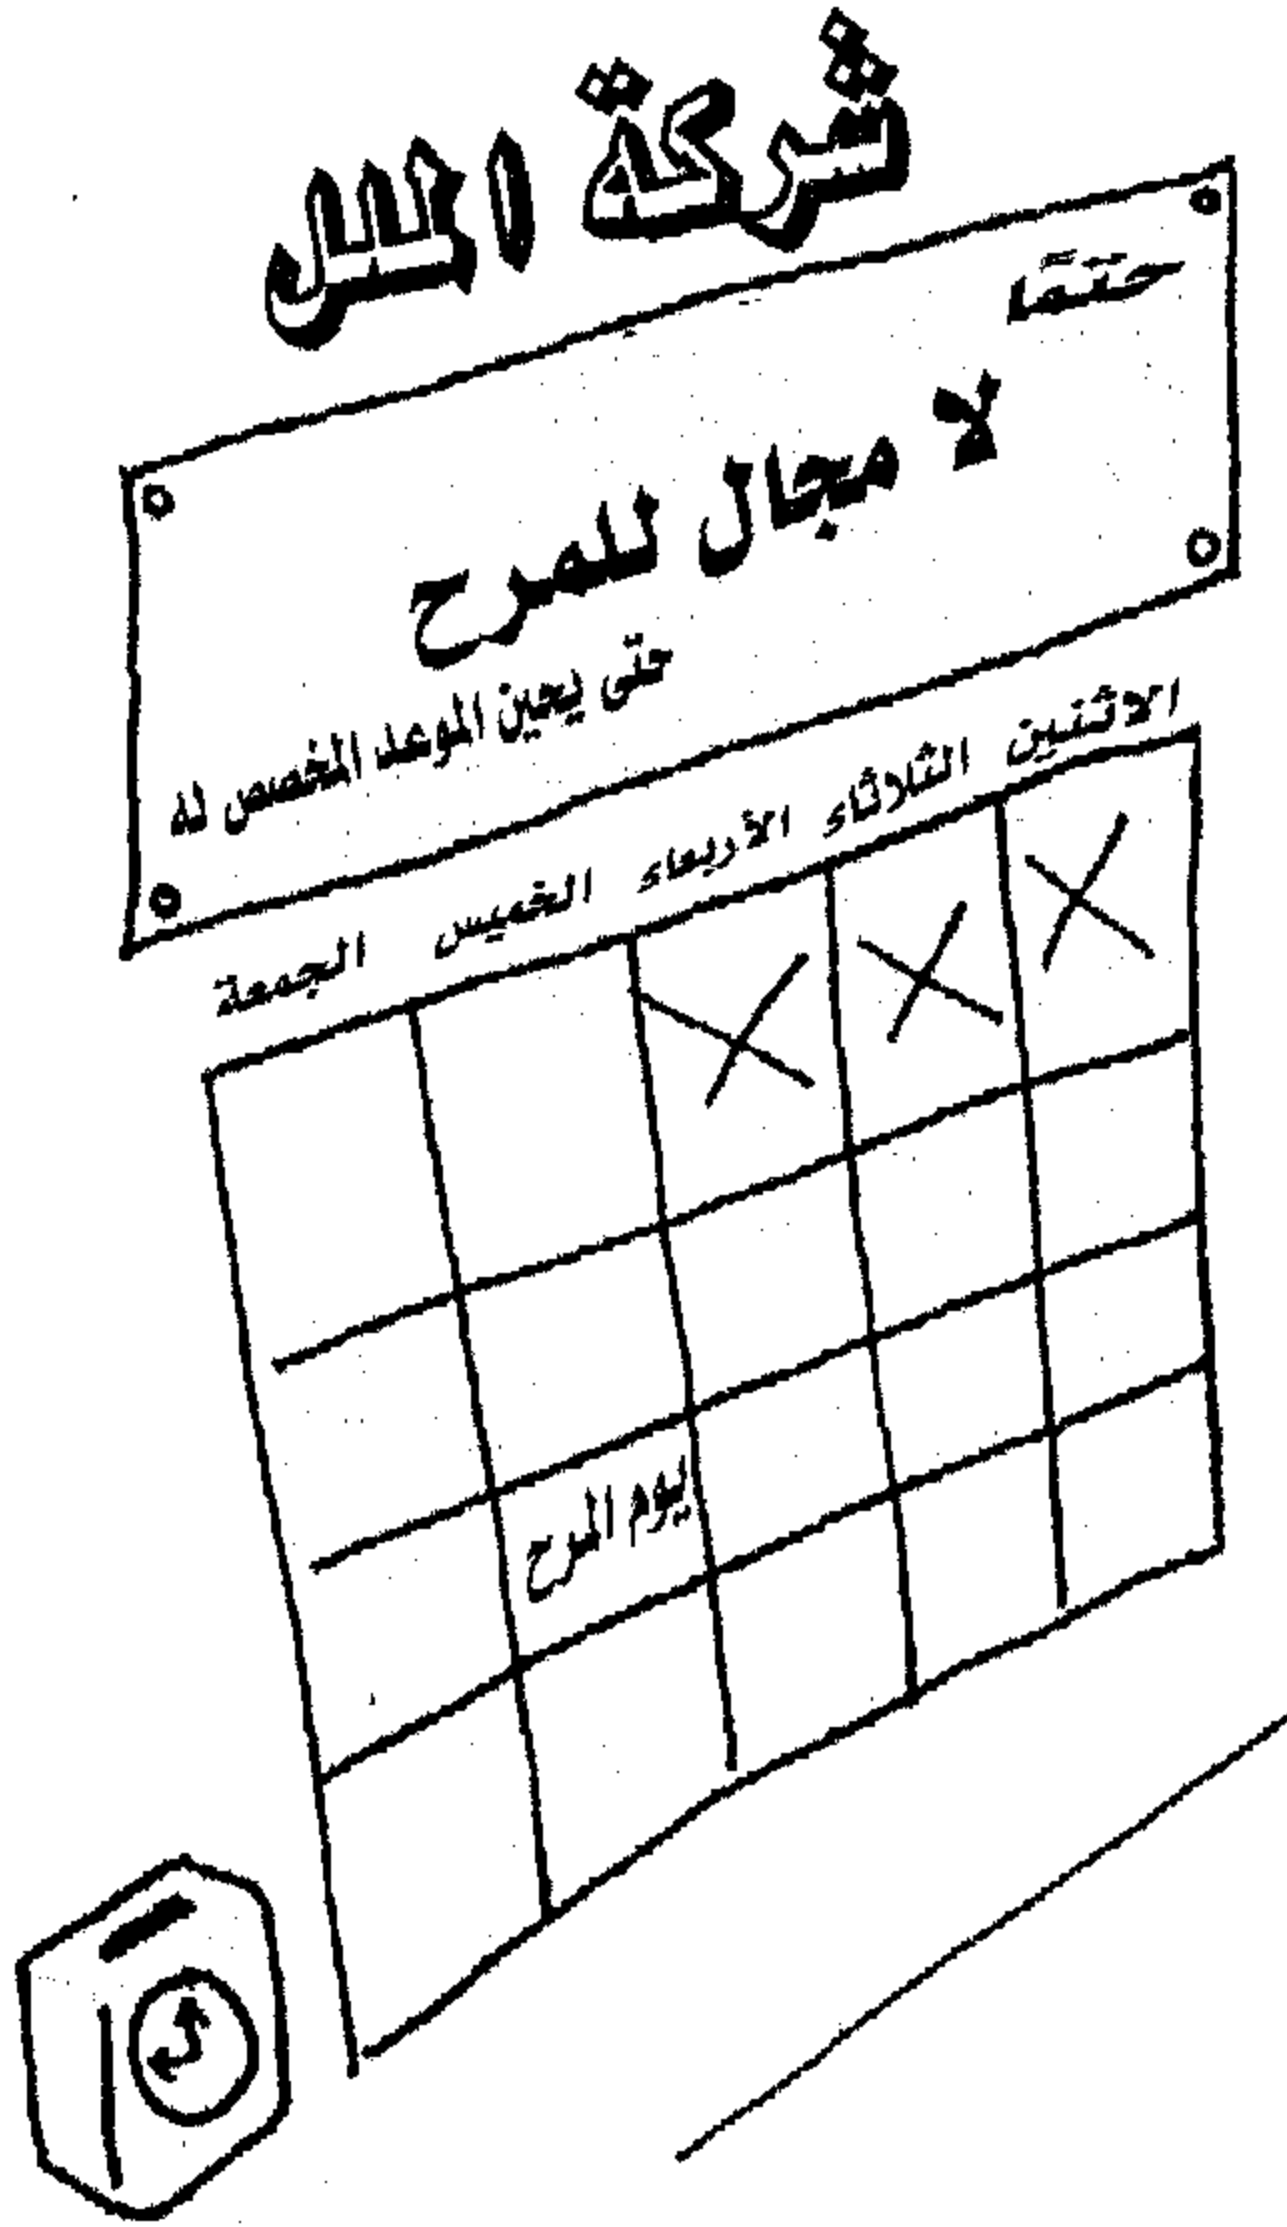 شركة الملل
حتمًا
لا مجال للمرح
حتى يحين الموعد المخصص له
الاثنين الثلاثاء الأربعاء الخميس الجمعة
يوم المرح